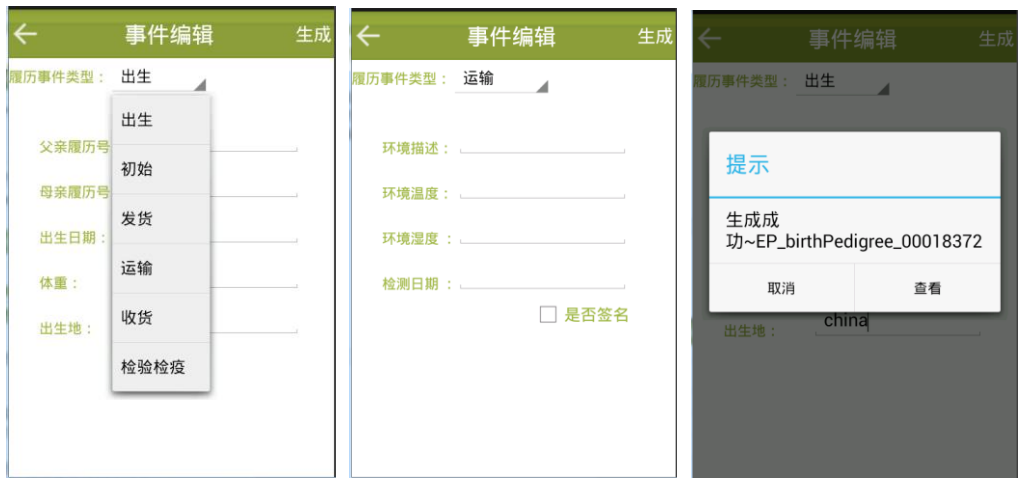 事件编辑
生成
履历事件类型：
出生
出生
初始
发货
运输
收货
检验检疫
父亲履历号
母亲履历号
出生日期：
体重：
出生地：
事件编辑
生成
履历事件类型：
运输
环境描述：
环境温度：
环境湿度：
检测日期：
是否签名
事件编辑
生成
履历事件类型：
出生
提示
生成成
功~EP_birthPedigree_00018372
取消
查看
出生地：
china